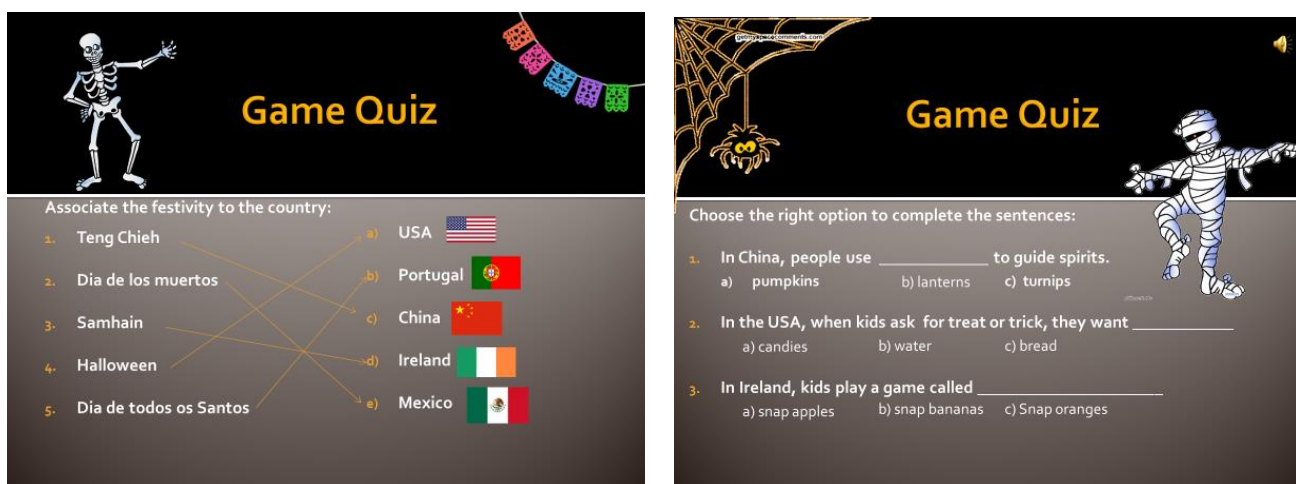 Game Quiz
Associate the festivity to the country:
1. Teng Chieh
2. Dia de los muertos
3. Samhain
4. Halloween
5. Dia de todos os Santos
a) USA
b) Portugal
c) China
d) Ireland
e) Mexico
getmyspacecomments.com
Game Quiz
Choose the right option to complete the sentences:
1. In China, people use _____________ to guide spirits.
a) pumpkins b) lanterns c) turnips
2. In the USA, when kids ask for treat or trick, they want ____________
a) candies b) water c) bread
3. In Ireland, kids play a game called ______________________
a) snap apples b) snap bananas c) Snap oranges